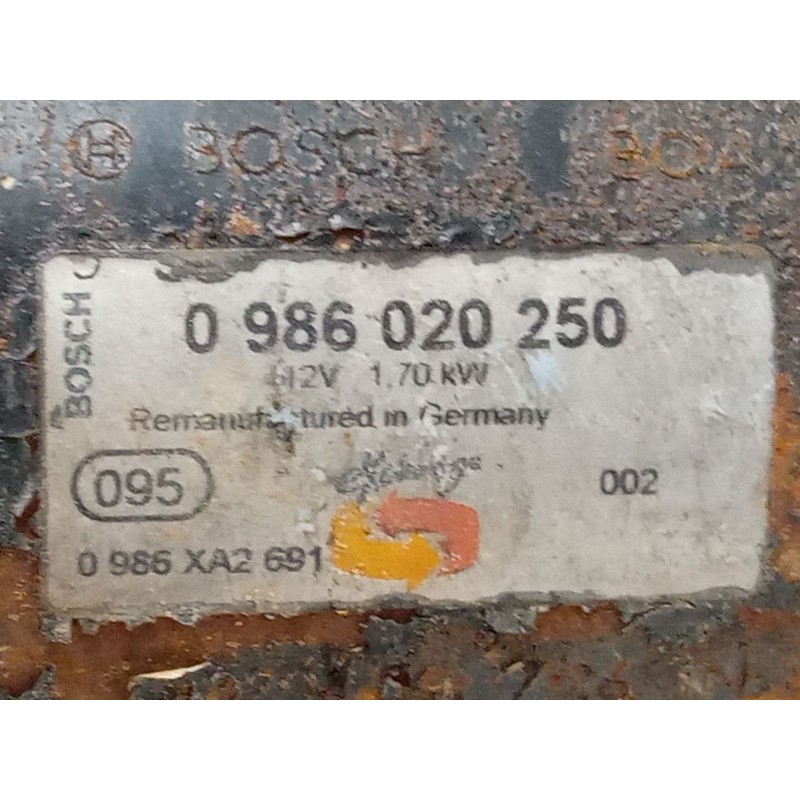 BOSCH
BOSCH
0 986 020 250
12V 1,70 kW
Remanufactured in Germany
Exchange
095
002
0 986 XA2 691